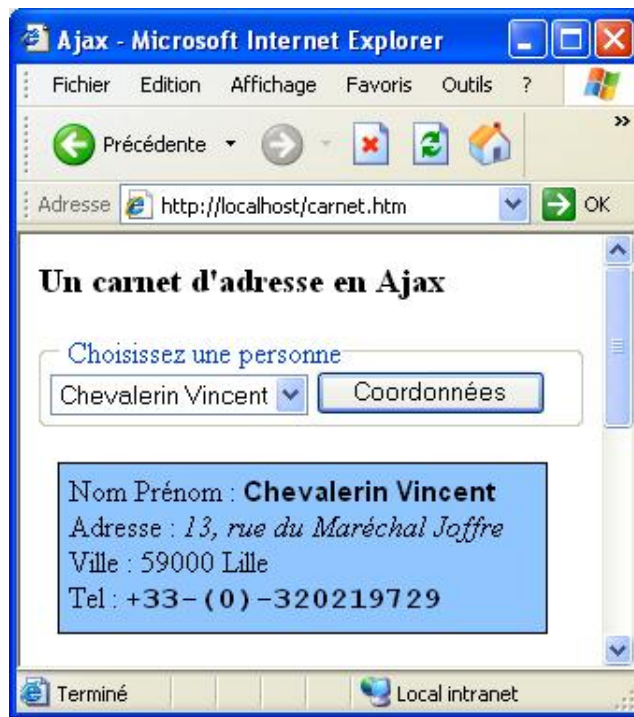 Ajax - Microsoft Internet Explorer
Fichier Edition Affichage Favoris Outils ?
Précédente »
Adresse http://localhost/carnet.htm OK
Un carnet d'adresse en Ajax
Choisissez une personne
Chevalerin Vincent Coordonnées
Nom Prénom : Chevalerin Vincent
Adresse : 13, rue du Maréchal Joffre
Ville : 59000 Lille
Tel : +33-(0)-320219729
Terminé Local intranet